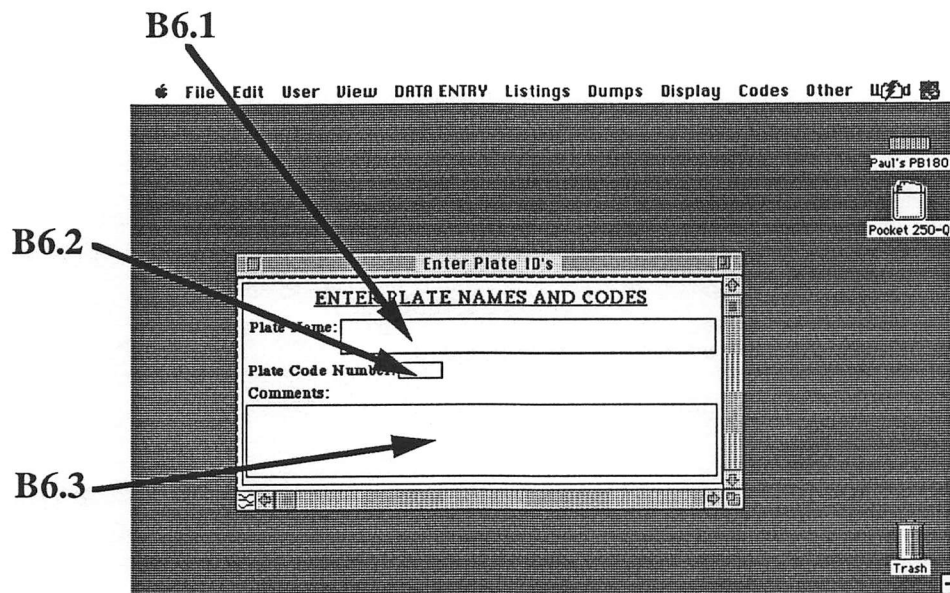 B6.1
File Edit User View DATA ENTRY Listings Dumps Display Codes Other
Paul's PB180
Pocket 250-Q
B6.2
Enter Plate ID's
ENTER PLATE NAMES AND CODES
Plate Name:
Plate Code Number:
Comments:
B6.3
Trash